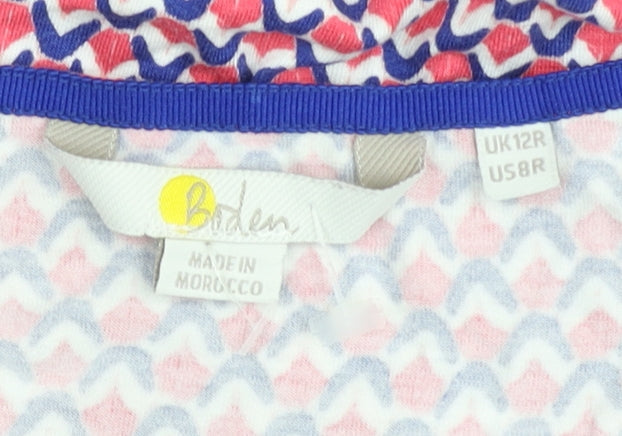 Boden
MADE IN
MOROCCO
UK12R
US8R